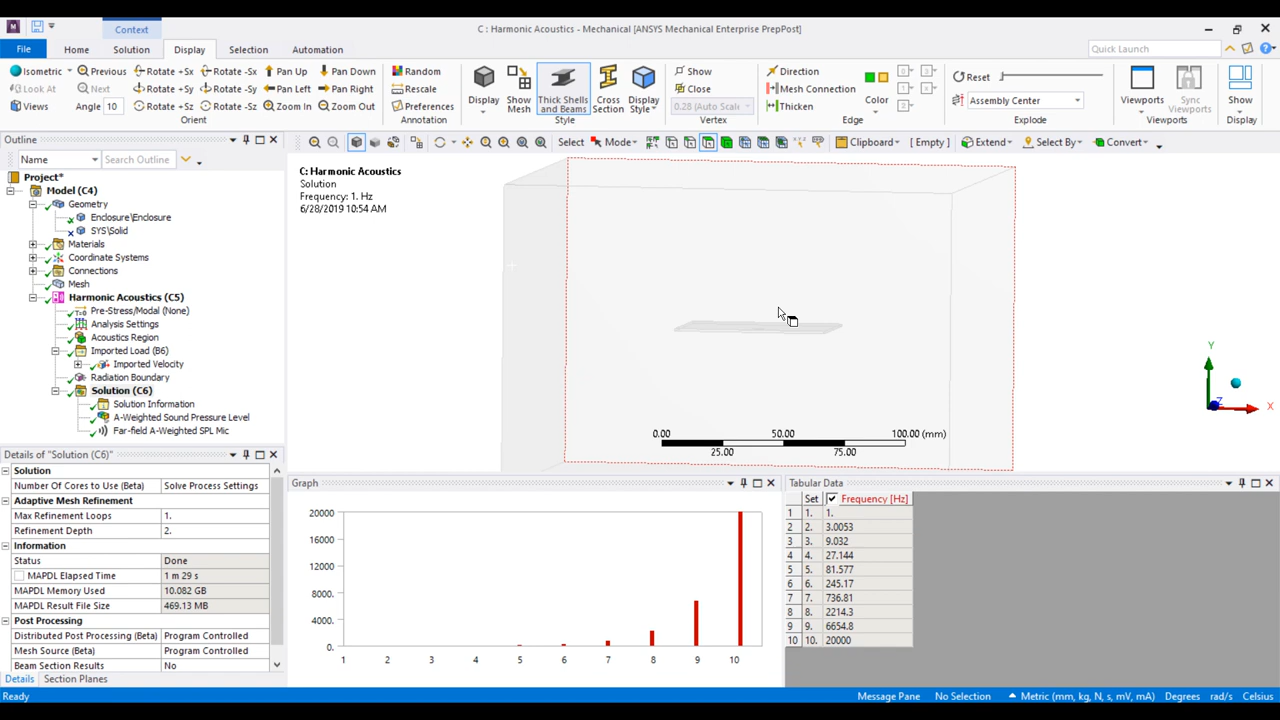 Context
C : Harmonic Acoustics - Mechanical [ANSYS Mechanical Enterprise PrepPost]
File Home Solution Display Selection Automation Quick Launch
Isometric Previous Rotate +Sx Rotate -Sx Pan Up Pan Down
Look At Next Rotate +Sy Rotate -Sy Pan Left Pan Right
Views Angle 10 Rotate +Sz Rotate -Sz Zoom In Zoom Out
Orient
Random
Rescale
Preferences
Annotation
Display
Show Mesh
Thick Shells and Beams
Cross Section
Display Style
Style
Show
Close
0.28 (Auto Scale)
Vertex
Direction
Mesh Connection
Thicken
Color
Edge
Reset
Assembly Center
Explode
Viewports
Sync Viewports
Viewports
Show
Display
Select Mode Clipboard [ Empty ] Extend Select By Convert
Outline
Name Search Outline
Project*
Model (C4)
Geometry
Enclosure\Enclosure
SYS\Solid
Materials
Coordinate Systems
Connections
Mesh
Harmonic Acoustics (C5)
Pre-Stress/Modal (None)
Analysis Settings
Acoustics Region
Imported Load (B6)
Imported Velocity
Radiation Boundary
Solution (C6)
Solution Information
A-Weighted Sound Pressure Level
Far-field A-Weighted SPL Mic
C: Harmonic Acoustics
Solution
Frequency: 1. Hz
6/28/2019 10:54 AM
0.00 50.00 100.00 (mm)
25.00 75.00
Y
Z
X
Details of "Solution (C6)"
Solution
Number Of Cores to Use (Beta) Solve Process Settings
Adaptive Mesh Refinement
Max Refinement Loops 1.
Refinement Depth 2.
Information
Status Done
MAPDL Elapsed Time 1 m 29 s
MAPDL Memory Used 10.082 GB
MAPDL Result File Size 469.13 MB
Post Processing
Distributed Post Processing (Beta) Program Controlled
Mesh Source (Beta) Program Controlled
Beam Section Results No
Details Section Planes
Graph
20000
16000
12000
8000.
4000.
0.
1 2 3 4 5 6 7 8 9 10
Tabular Data
Set Frequency [Hz]
1 1. 1.
2 2. 3.0053
3 3. 9.032
4 4. 27.144
5 5. 81.577
6 6. 245.17
7 7. 736.81
8 8. 2214.3
9 9. 6654.8
10 10. 20000
Ready Message Pane No Selection Metric (mm, kg, N, s, mV, mA) Degrees rad/s Celsius